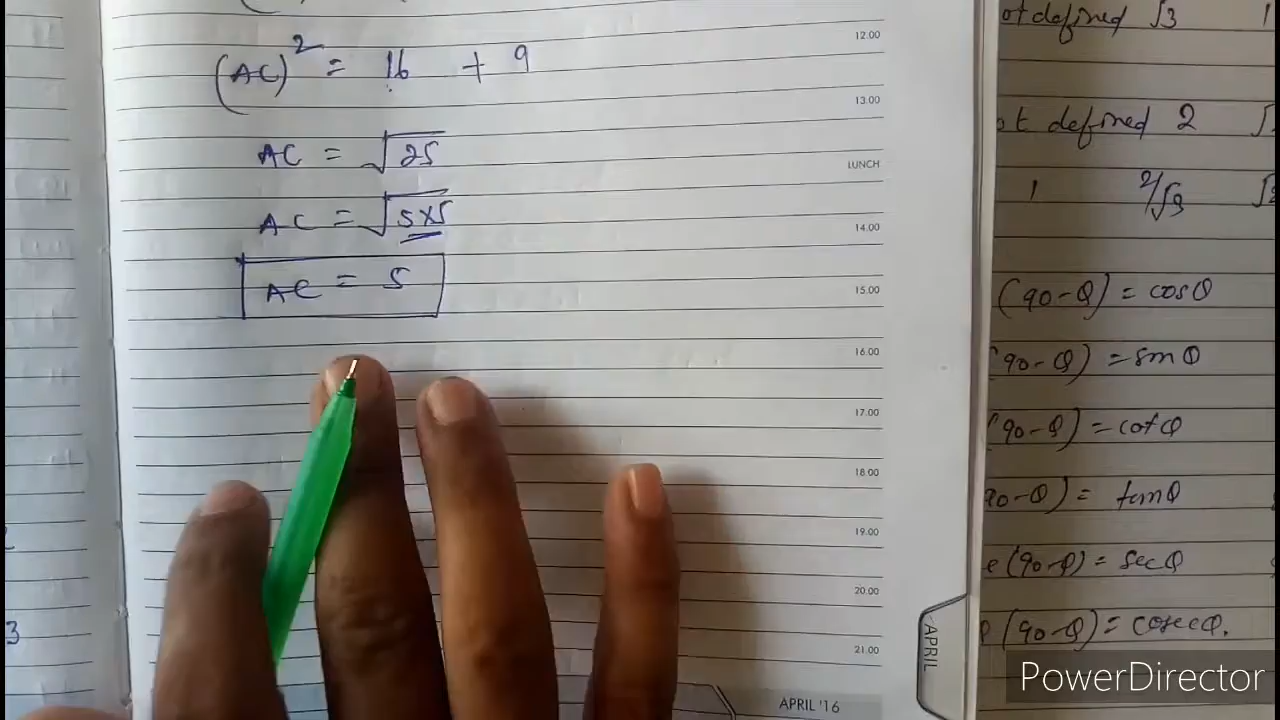 (AC)² = 16 + 9
AC = √25
AC = √5×5
AC = 5
12.00
13.00
LUNCH
14.00
15.00
16.00
17.00
18.00
19.00
20.00
21.00
APRIL
APRIL '16
ot defined √3 1
ot defined 2
1 2/√3
(90-θ) = cosθ
(90-θ) = sinθ
(90-θ) = cotθ
90-θ) = tanθ
e(90-θ) = secθ
(90-θ) = cosecθ.
3
PowerDirector